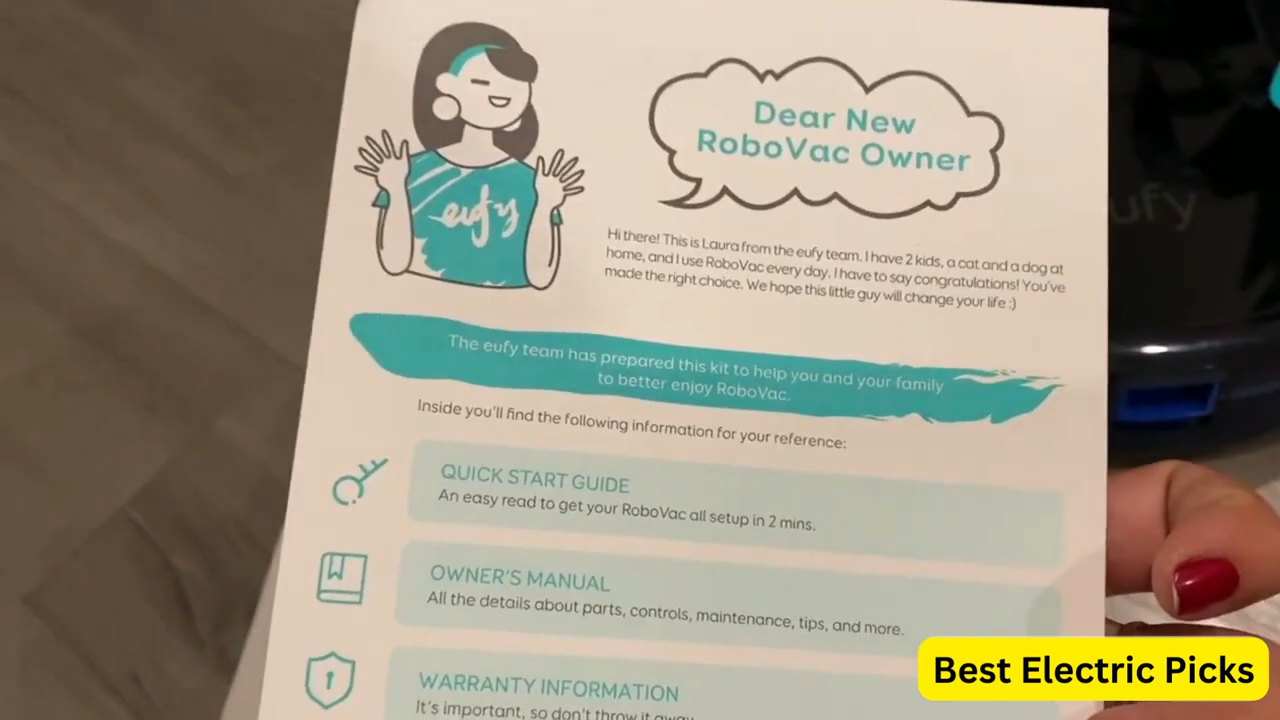 Dear New
RoboVac Owner
eufy
Hi there! This is Laura from the eufy team. I have 2 kids, a cat and a dog at
home, and I use RoboVac every day. I have to say congratulations! You've
made the right choice. We hope this little guy will change your life :)
The eufy team has prepared this kit to help you and your family
to better enjoy RoboVac.
Inside you'll find the following information for your reference:
QUICK START GUIDE
An easy read to get your RoboVac all setup in 2 mins.
OWNER'S MANUAL
All the details about parts, controls, maintenance, tips, and more.
WARRANTY INFORMATION
It's important, so don't throw it away
eufy
Best Electric Picks